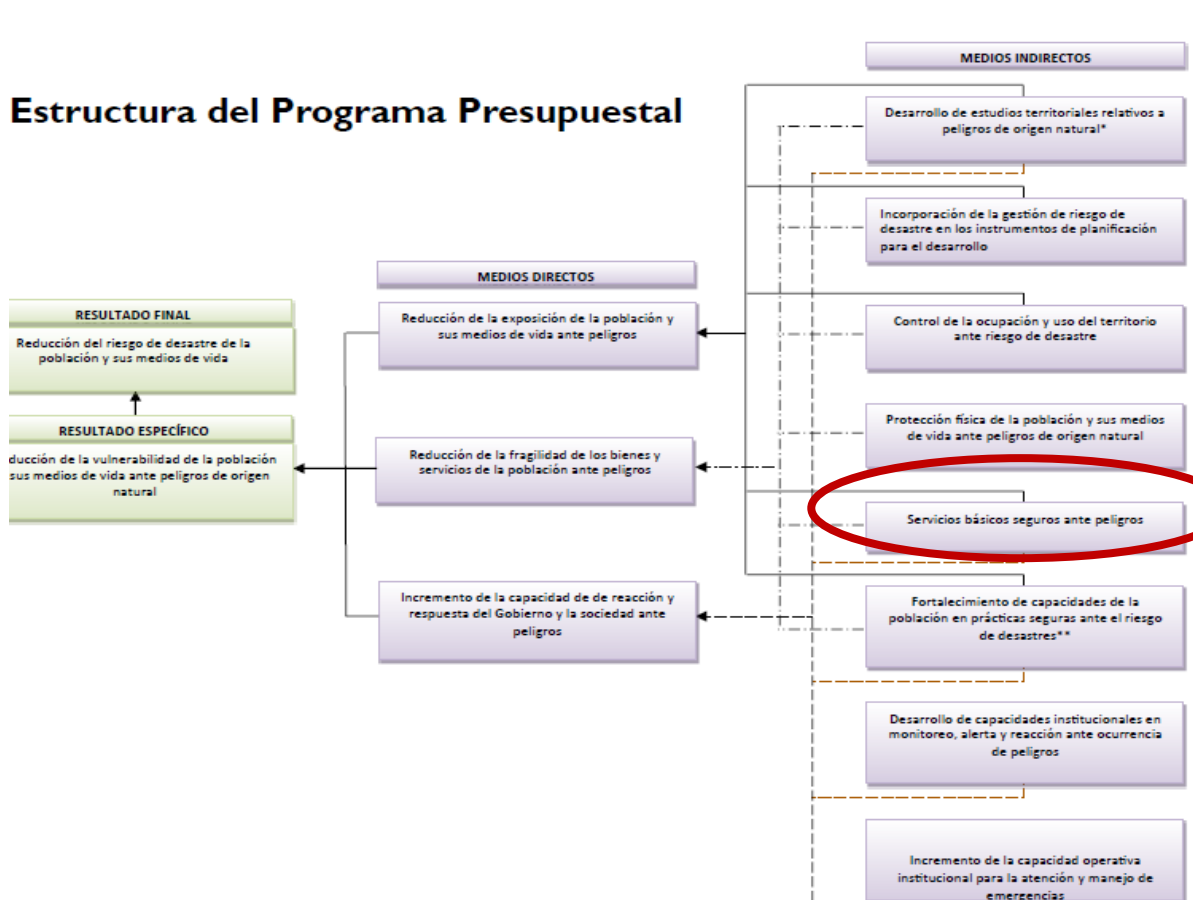 Estructura del Programa Presupuestal
RESULTADO FINAL
Reducción del riesgo de desastre de la
población y sus medios de vida
RESULTADO ESPECÍFICO
ducción de la vulnerabilidad de la población
sus medios de vida ante peligros de origen
natural
MEDIOS DIRECTOS
Reducción de la exposición de la población y
sus medios de vida ante peligros
Reducción de la fragilidad de los bienes y
servicios de la población ante peligros
Incremento de la capacidad de de reacción y
respuesta del Gobierno y la sociedad ante
peligros
MEDIOS INDIRECTOS
Desarrollo de estudios territoriales relativos a
peligros de origen natural*
Incorporación de la gestión de riesgo de
desastre en los instrumentos de planificación
para el desarrollo
Control de la ocupación y uso del territorio
ante riesgo de desastre
Protección física de la población y sus medios
de vida ante peligros de origen natural
Servicios básicos seguros ante peligros
Fortalecimiento de capacidades de la
población en prácticas seguras ante el riesgo
de desastres**
Desarrollo de capacidades institucionales en
monitoreo, alerta y reacción ante ocurrencia
de peligros
Incremento de la capacidad operativa
institucional para la atención y manejo de
emergencias